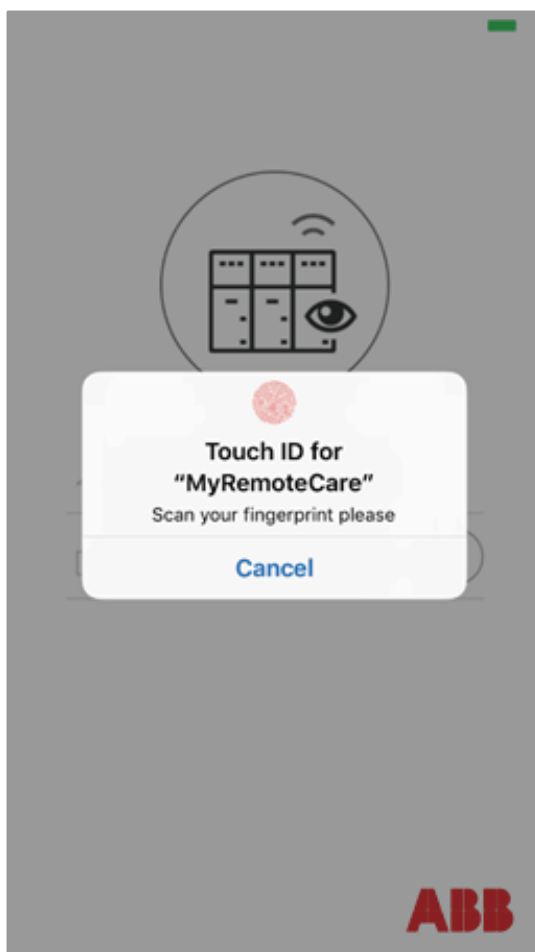 Touch ID for
“MyRemoteCare”
Scan your fingerprint please
Cancel
ABB